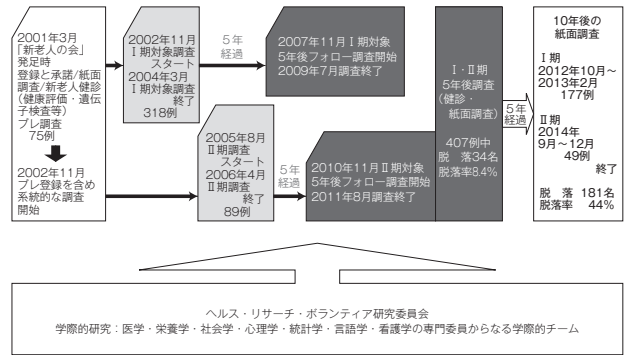 2001年3月
「新老人の会」
発足時
登録と承諾/紙面
調査/新老人健診
(健康評価・遺伝
子検査等)
プレ調査
75例
2002年11月
プレ登録を含め
系統的な調査
開始
2002年11月
Ⅰ期対象調査
スタート
2004年3月
Ⅰ期対象調査
終了
318例
5年
経過
2007年11月Ⅰ期対象
5年後フォロー調査開始
2009年7月調査終了
2005年8月
Ⅱ期調査
スタート
2006年4月
Ⅱ期調査
終了
89例
5年
経過
2010年11月Ⅱ期対象
5年後フォロー調査開始
2011年8月調査終了
Ⅰ・Ⅱ期
5年後調査
(健診・
紙面調査)
407例中
脱 落34名
脱落率8.4%
5年
経過
10年後の
紙面調査
Ⅰ期
2012年10月~
2013年2月
177例
Ⅱ期
2014年
9月~12月
49例
終了
脱 落 181名
脱落率 44%
ヘルス・リサーチ・ボランティア研究委員会
学際的研究:医学・栄養学・社会学・心理学・統計学・言語学・看護学の専門委員からなる学際的チーム